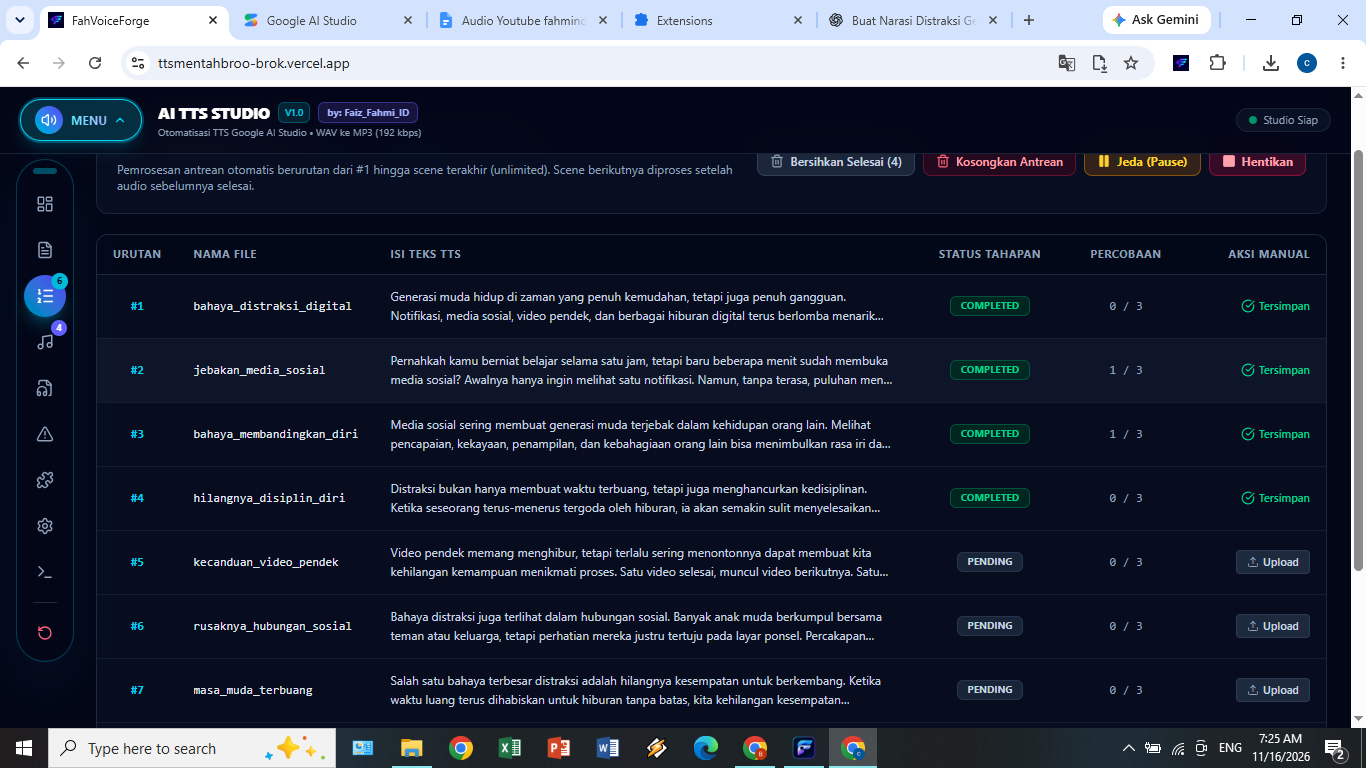 FahVoiceForge
Google AI Studio
Audio Youtube fahmin
Extensions
Buat Narasi Distraksi Ge
Ask Gemini
ttsmentahbroo-brok.vercel.app
c
MENU
AI TTS STUDIO
V1.0
by: Faiz_Fahmi_ID
Otomatisasi TTS Google AI Studio • WAV ke MP3 (192 kbps)
Studio Siap
Pemrosesan antrean otomatis berurutan dari #1 hingga scene terakhir (unlimited). Scene berikutnya diproses setelah
audio sebelumnya selesai.
Bersihkan Selesai (4)
Kosongkan Antrean
Jeda (Pause)
Hentikan
6
4
URUTAN
NAMA FILE
ISI TEKS TTS
STATUS TAHAPAN
PERCOBAAN
AKSI MANUAL
#1
bahaya_distraksi_digital
Generasi muda hidup di zaman yang penuh kemudahan, tetapi juga penuh gangguan.
Notifikasi, media sosial, video pendek, dan berbagai hiburan digital terus berlomba menarik...
COMPLETED
0 / 3
Tersimpan
#2
jebakan_media_sosial
Pernahkah kamu berniat belajar selama satu jam, tetapi baru beberapa menit sudah membuka
media sosial? Awalnya hanya ingin melihat satu notifikasi. Namun, tanpa terasa, puluhan men...
COMPLETED
1 / 3
Tersimpan
#3
bahaya_membandingkan_diri
Media sosial sering membuat generasi muda terjebak dalam kehidupan orang lain. Melihat
pencapaian, kekayaan, penampilan, dan kebahagiaan orang lain bisa menimbulkan rasa iri da...
COMPLETED
1 / 3
Tersimpan
#4
hilangnya_disiplin_diri
Distraksi bukan hanya membuat waktu terbuang, tetapi juga menghancurkan kedisiplinan.
Ketika seseorang terus-menerus tergoda oleh hiburan, ia akan semakin sulit menyelesaikan...
COMPLETED
0 / 3
Tersimpan
#5
kecanduan_video_pendek
Video pendek memang menghibur, tetapi terlalu sering menontonnya dapat membuat kita
kehilangan kemampuan menikmati proses. Satu video selesai, muncul video berikutnya. Satu...
PENDING
0 / 3
Upload
#6
rusaknya_hubungan_sosial
Bahaya distraksi juga terlihat dalam hubungan sosial. Banyak anak muda berkumpul bersama
teman atau keluarga, tetapi perhatian mereka justru tertuju pada layar ponsel. Percakapan...
PENDING
0 / 3
Upload
#7
masa_muda_terbuang
Salah satu bahaya terbesar distraksi adalah hilangnya kesempatan untuk berkembang. Ketika
waktu luang terus dihabiskan untuk hiburan tanpa batas, kita kehilangan kesempatan...
PENDING
0 / 3
Upload
Type here to search
ENG
7:25 AM
11/16/2026
2